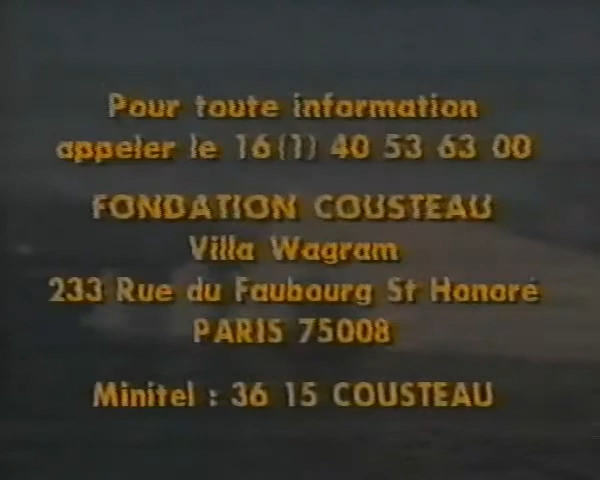 Pour toute information
appeler le 16 (1) 40 53 63 00
FONDATION COUSTEAU
Villa Wagram
233 Rue du Faubourg St Honoré
PARIS 75008
Minitel : 36 15 COUSTEAU